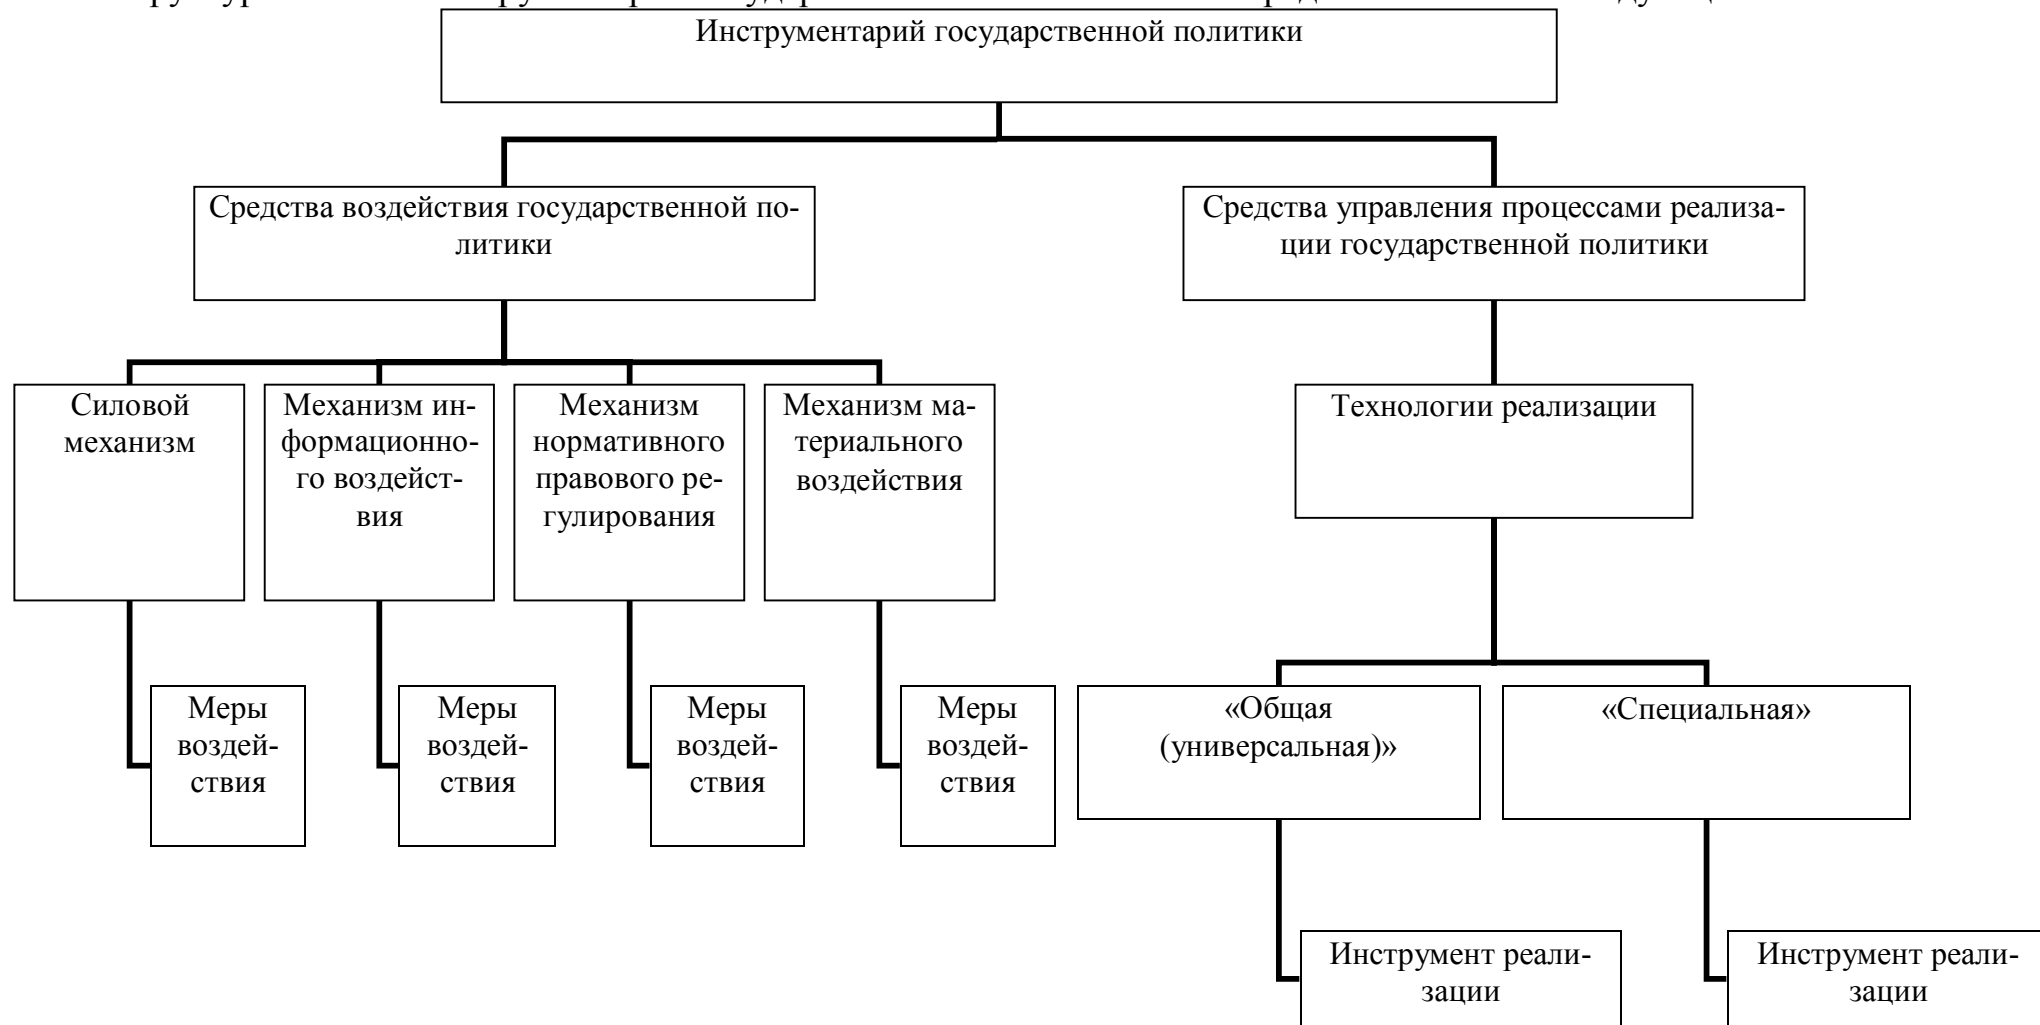 Инструментарий государственной политики
Средства воздействия государственной по-
литики
Средства управления процессами реализа-
ции государственной политики
Силовой
механизм
Механизм ин-
формационно-
го воздейст-
вия
Механизм
нормативного
правового ре-
гулирования
Механизм ма-
териального
воздействия
Технологии реализации
Меры
воздей-
ствия
Меры
воздей-
ствия
Меры
воздей-
ствия
Меры
воздей-
ствия
«Общая
(универсальная)»
«Специальная»
Инструмент реали-
зации
Инструмент реали-
зации